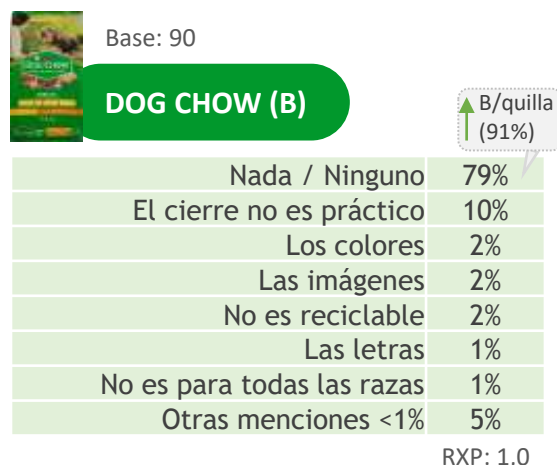 Base: 90
DOG CHOW (B)
B/quilla
(91%)
Nada / Ninguno 79%
El cierre no es práctico 10%
Los colores 2%
Las imágenes 2%
No es reciclable 2%
Las letras 1%
No es para todas las razas 1%
Otras menciones <1% 5%
RXP: 1.0